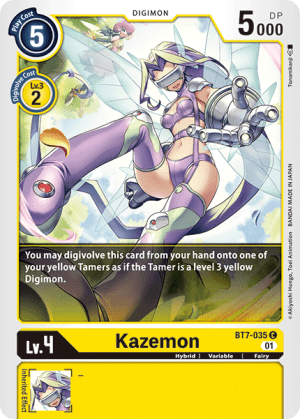 DIGIMON
Play Cost
5
DP
5000
Digivolve Cost
Lv.3
2
Tanamikanji
You may digivolve this card from your hand onto one of
your yellow Tamers as if the Tamer is a level 3 yellow
Digimon.
© Akiyoshi Hongo, Toei Animation BANDAI MADE IN JAPAN
BT7-035 C
Lv.4
Kazemon
01
Hybrid | Variable | Fairy
Inherited Effect
–